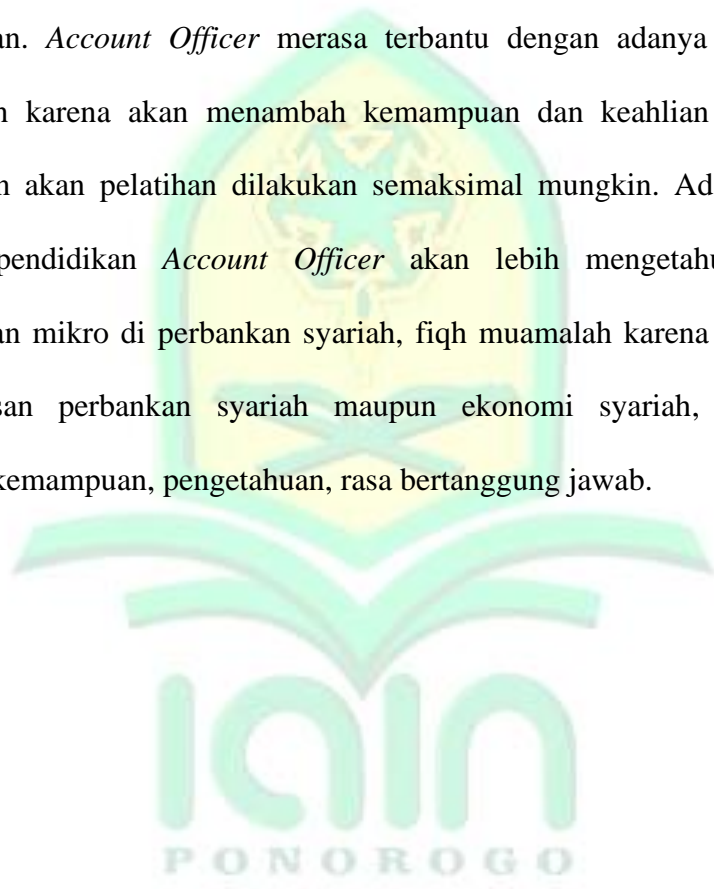 an. Account Officer merasa terbantu dengan adanya
karena akan menambah kemampuan dan keahlian
akan pelatihan dilakukan semaksimal mungkin. Ad
pendidikan Account Officer akan lebih mengetahu
an mikro di perbankan syariah, fiqh muamalah karena
san perbankan syariah maupun ekonomi syariah,
kemampuan, pengetahuan, rasa bertanggung jawab.
iain
PONOROGO